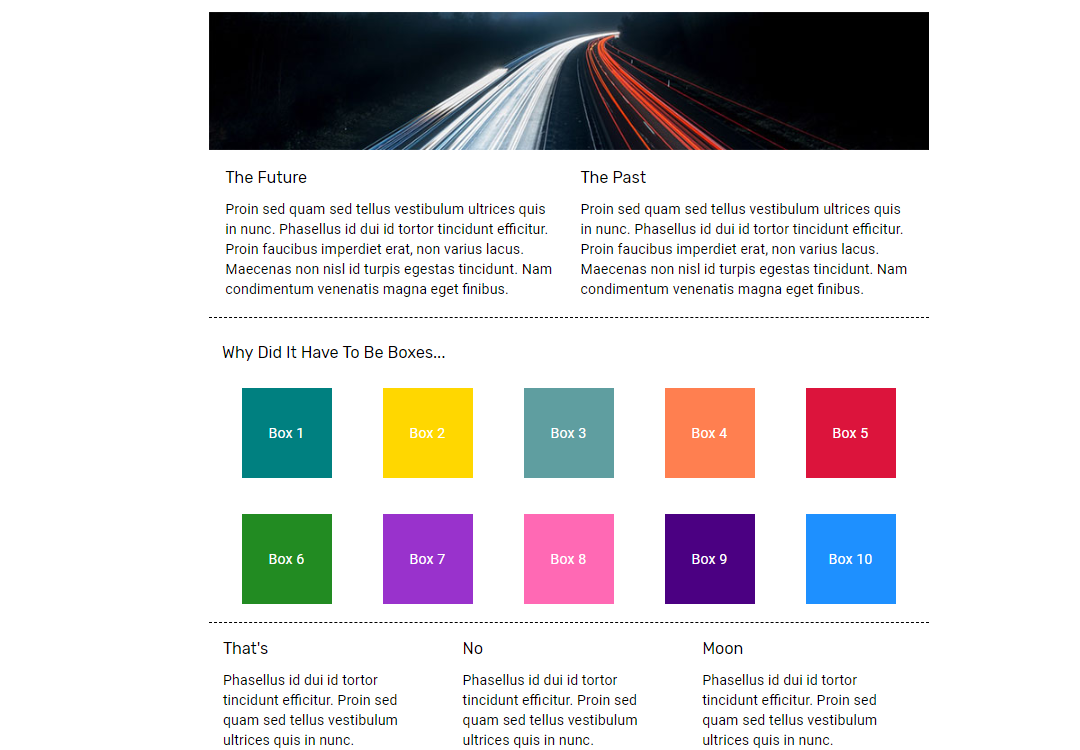 The Future
Proin sed quam sed tellus vestibulum ultrices quis
in nunc. Phasellus id dui id tortor tincidunt efficitur.
Proin faucibus imperdiet erat, non varius lacus.
Maecenas non nisl id turpis egestas tincidunt. Nam
condimentum venenatis magna eget finibus.
The Past
Proin sed quam sed tellus vestibulum ultrices quis
in nunc. Phasellus id dui id tortor tincidunt efficitur.
Proin faucibus imperdiet erat, non varius lacus.
Maecenas non nisl id turpis egestas tincidunt. Nam
condimentum venenatis magna eget finibus.
Why Did It Have To Be Boxes...
Box 1
Box 2
Box 3
Box 4
Box 5
Box 6
Box 7
Box 8
Box 9
Box 10
That's
Phasellus id dui id tortor
tincidunt efficitur. Proin sed
quam sed tellus vestibulum
ultrices quis in nunc.
No
Phasellus id dui id tortor
tincidunt efficitur. Proin sed
quam sed tellus vestibulum
ultrices quis in nunc.
Moon
Phasellus id dui id tortor
tincidunt efficitur. Proin sed
quam sed tellus vestibulum
ultrices quis in nunc.